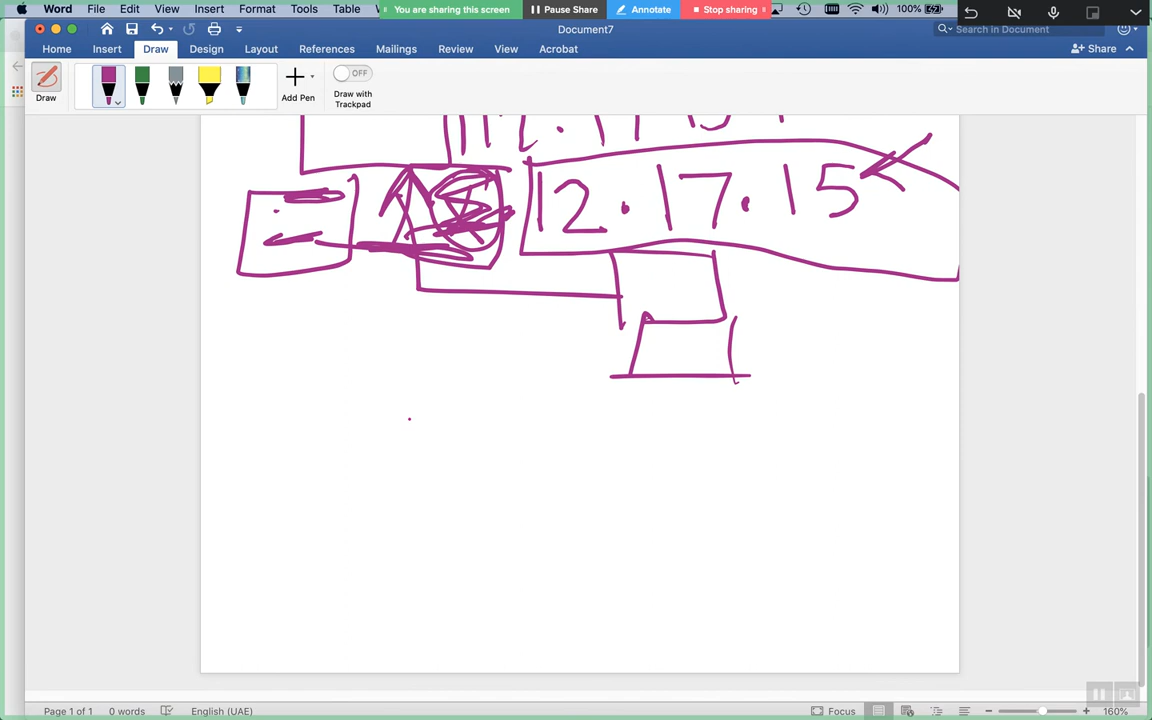 Word File Edit View Insert Format Tools Table
You are sharing this screen Pause Share Annotate Stop sharing
100%
Document7
Search in Document
Home Insert Draw Design Layout References Mailings Review View Acrobat
Share
OFF
Draw Add Pen Draw with Trackpad
12.17.15
Page 1 of 1 0 words English (UAE) Focus 160%